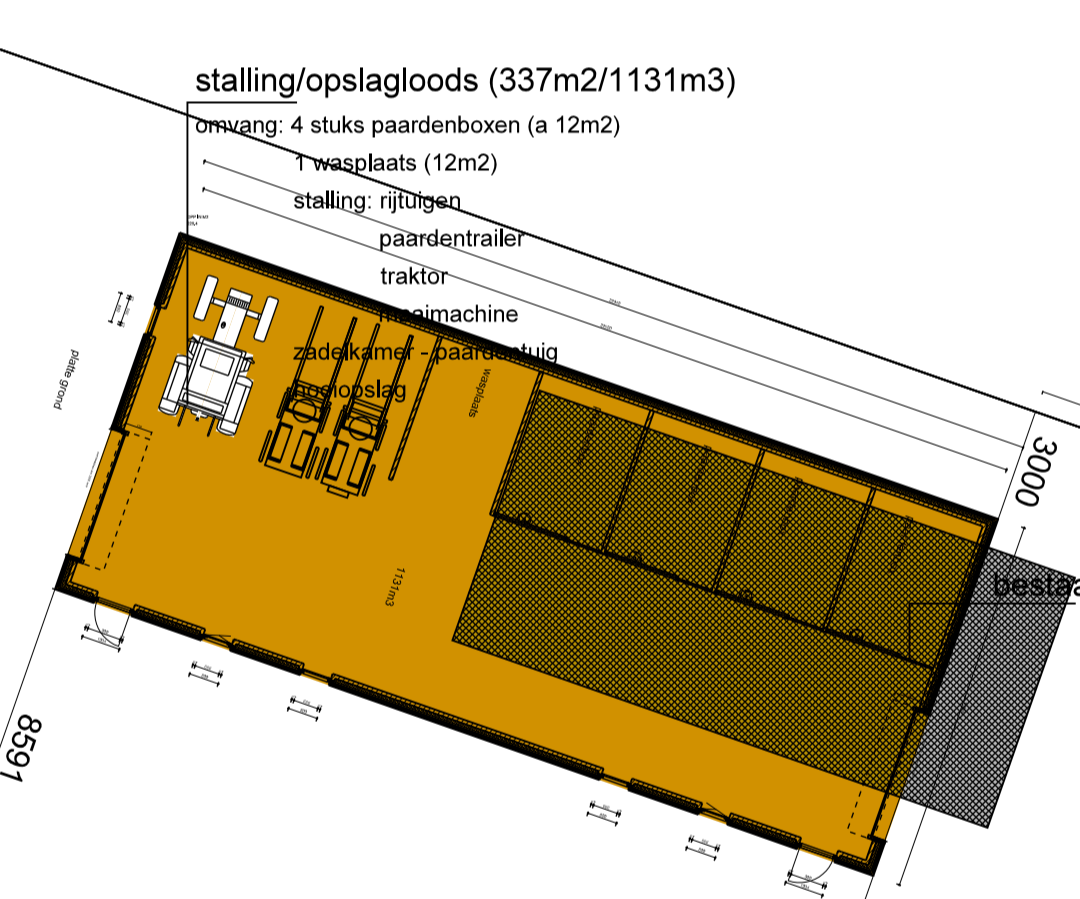 stalling/opslagloods (337m2/1131m3)
omvang: 4 stuks paardenboxen (a 12m2)
1 wasplaats (12m2)
stalling: rijtuigen
paardentrailer
traktor
maaimachine
zadelkamer - paardentuig
hooiopslag
platte grond
wasplaats
1131m3
3000
bestaa
8591